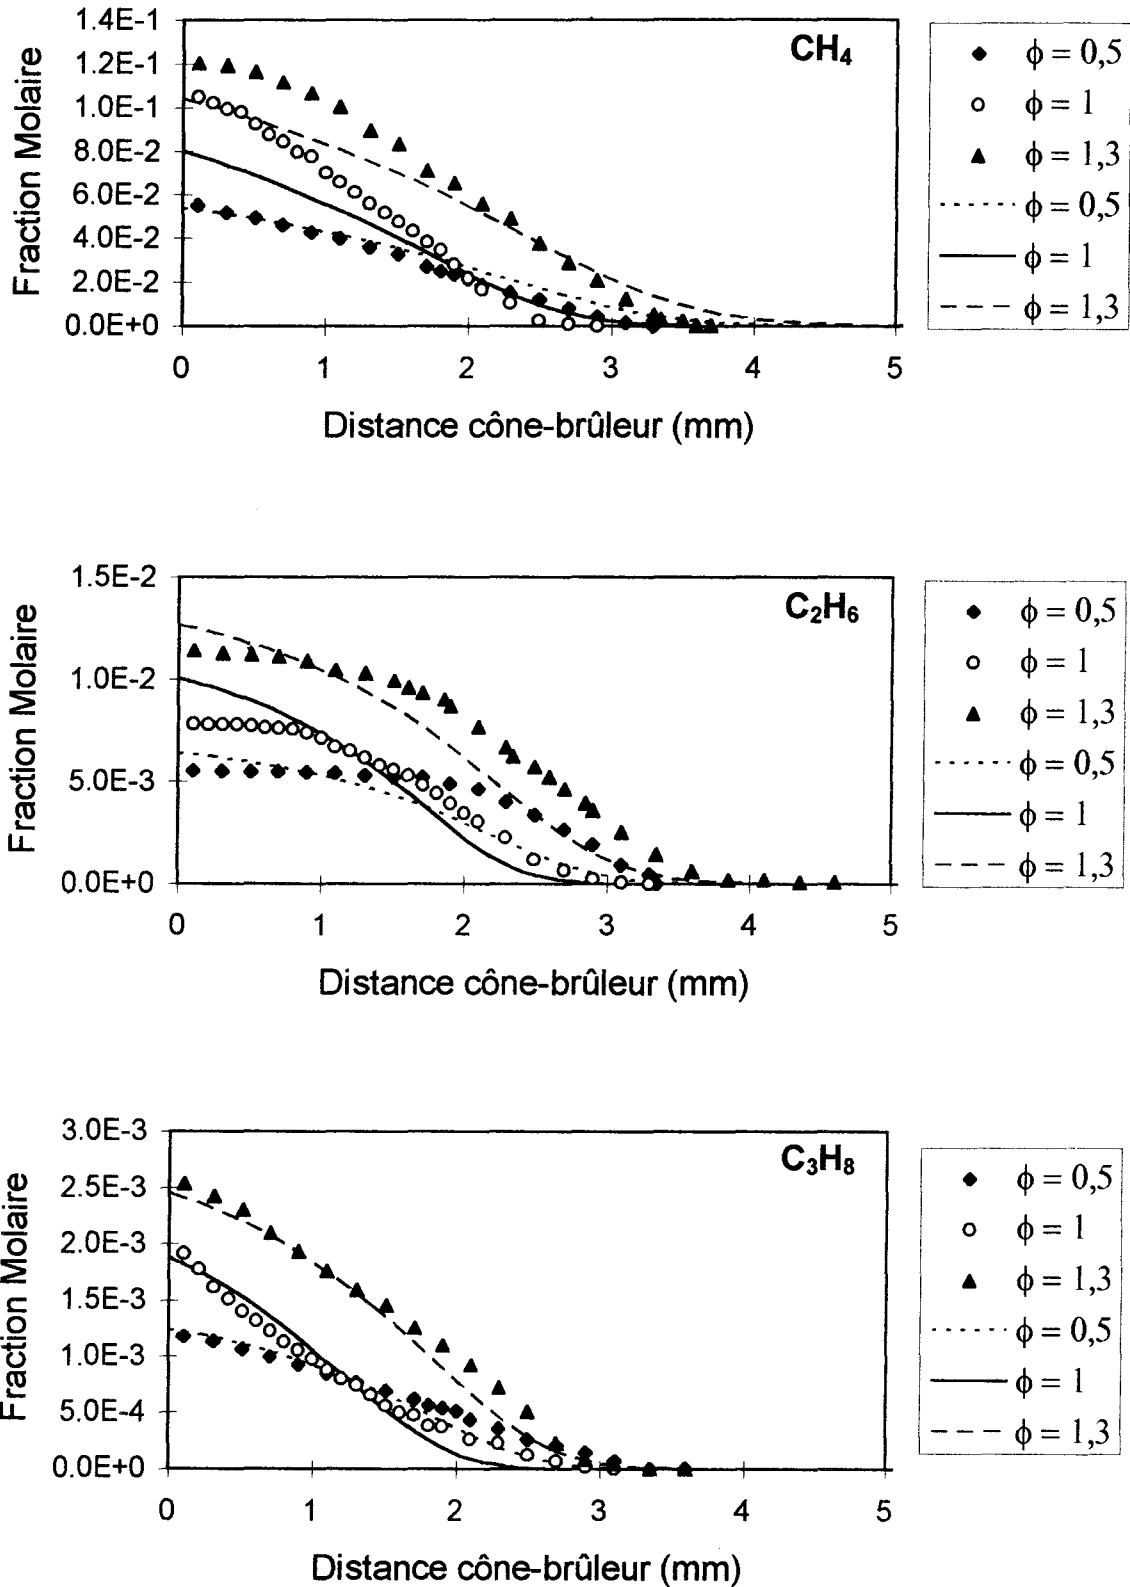 Fraction Molaire
1.4E-1
1.2E-1
1.0E-1
8.0E-2
6.0E-2
4.0E-2
2.0E-2
0.0E+0
CH4
0 1 2 3 4 5
Distance cône-brûleur (mm)
ϕ = 0,5
ϕ = 1
ϕ = 1,3
ϕ = 0,5
ϕ = 1
ϕ = 1,3
Fraction Molaire
1.5E-2
1.0E-2
5.0E-3
0.0E+0
C2H6
0 1 2 3 4 5
Distance cône-brûleur (mm)
ϕ = 0,5
ϕ = 1
ϕ = 1,3
ϕ = 0,5
ϕ = 1
ϕ = 1,3
Fraction Molaire
3.0E-3
2.5E-3
2.0E-3
1.5E-3
1.0E-3
5.0E-4
0.0E+0
C3H8
0 1 2 3 4 5
Distance cône-brûleur (mm)
ϕ = 0,5
ϕ = 1
ϕ = 1,3
ϕ = 0,5
ϕ = 1
ϕ = 1,3